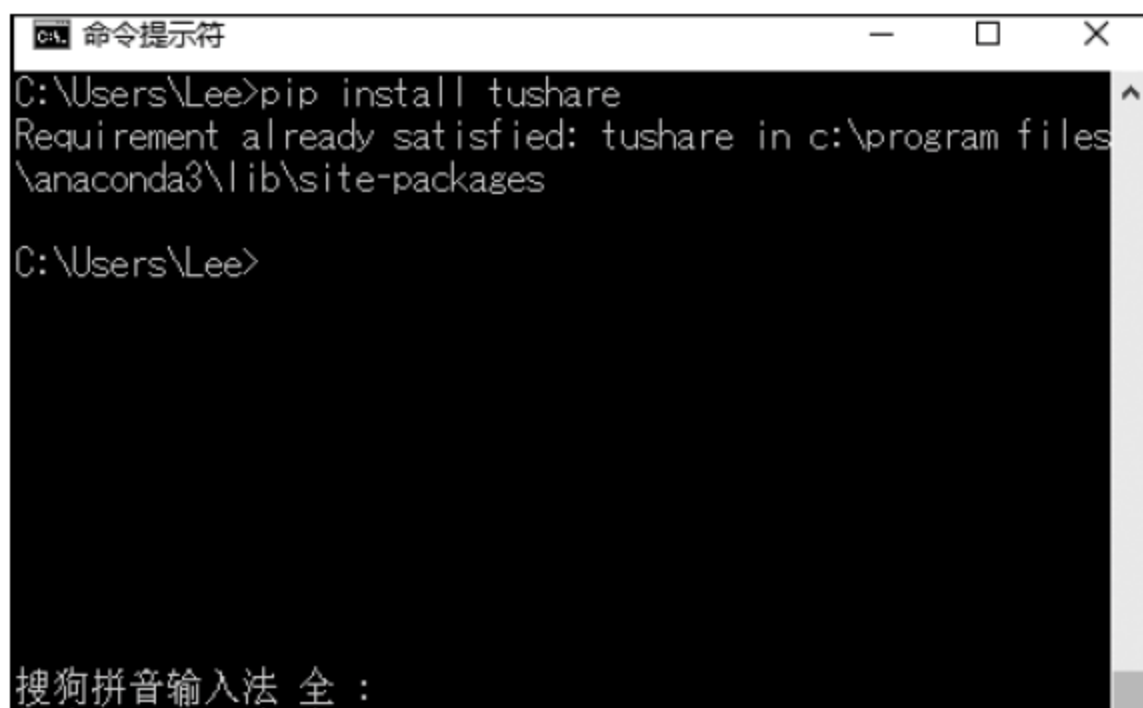 命令提示符
C:\Users\Lee>pip install tushare
Requirement already satisfied: tushare in c:\program files
\anaconda3\lib\site-packages
C:\Users\Lee>
搜狗拼音输入法 全 :